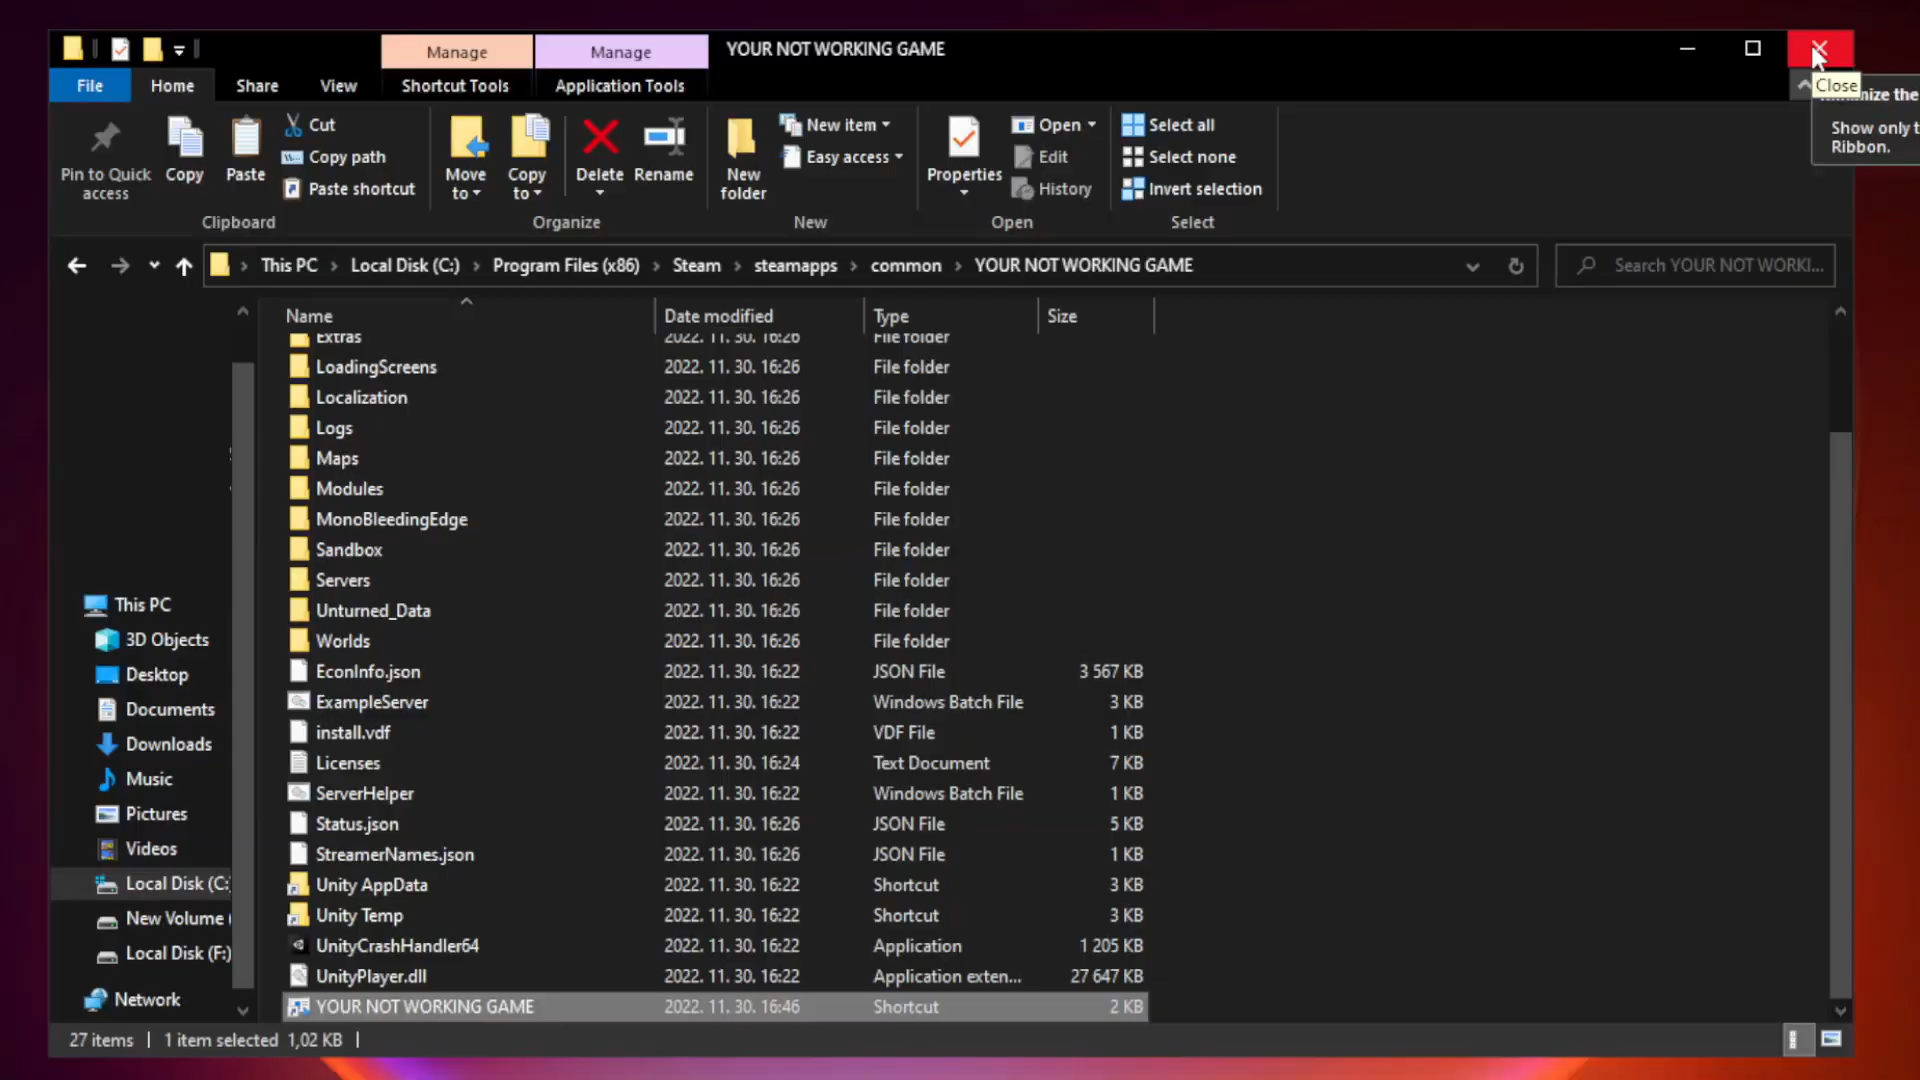 Manage
Manage
YOUR NOT WORKING GAME
File
Home
Share
View
Shortcut Tools
Application Tools
Close
Show only t
Ribbon.
Pin to Quick access
Copy
Paste
Cut
Copy path
Paste shortcut
Clipboard
Move to
Copy to
Delete
Rename
Organize
New folder
New item
Easy access
New
Properties
Open
Edit
History
Open
Select all
Select none
Invert selection
Select
This PC
Local Disk (C:)
Program Files (x86)
Steam
steamapps
common
YOUR NOT WORKING GAME
Search YOUR NOT WORKI...
Name Date modified Type Size
Extras 2022. 11. 30. 16:26 File folder
LoadingScreens 2022. 11. 30. 16:26 File folder
Localization 2022. 11. 30. 16:26 File folder
Logs 2022. 11. 30. 16:26 File folder
Maps 2022. 11. 30. 16:26 File folder
Modules 2022. 11. 30. 16:26 File folder
MonoBleedingEdge 2022. 11. 30. 16:26 File folder
Sandbox 2022. 11. 30. 16:26 File folder
Servers 2022. 11. 30. 16:26 File folder
Unturned_Data 2022. 11. 30. 16:26 File folder
Worlds 2022. 11. 30. 16:26 File folder
EconInfo.json 2022. 11. 30. 16:22 JSON File 3 567 KB
ExampleServer 2022. 11. 30. 16:22 Windows Batch File 3 KB
install.vdf 2022. 11. 30. 16:22 VDF File 1 KB
Licenses 2022. 11. 30. 16:24 Text Document 7 KB
ServerHelper 2022. 11. 30. 16:22 Windows Batch File 1 KB
Status.json 2022. 11. 30. 16:26 JSON File 5 KB
StreamerNames.json 2022. 11. 30. 16:26 JSON File 1 KB
Unity AppData 2022. 11. 30. 16:22 Shortcut 3 KB
Unity Temp 2022. 11. 30. 16:22 Shortcut 3 KB
UnityCrashHandler64 2022. 11. 30. 16:22 Application 1 205 KB
UnityPlayer.dll 2022. 11. 30. 16:22 Application exten... 27 647 KB
YOUR NOT WORKING GAME 2022. 11. 30. 16:46 Shortcut 2 KB
This PC
3D Objects
Desktop
Documents
Downloads
Music
Pictures
Videos
Local Disk (C:
New Volume (
Local Disk (F:)
Network
27 items
1 item selected 1,02 KB